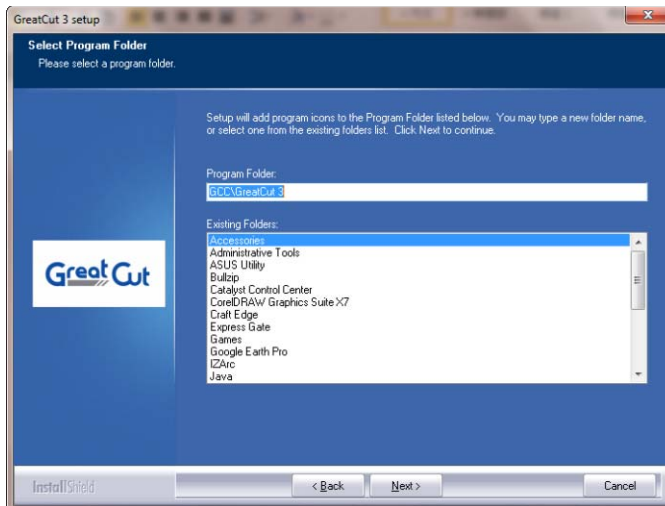 GreatCut 3 setup
Select Program Folder
Please select a program folder.
Setup will add program icons to the Program Folder listed below.  You may type a new folder name,
or select one from the existing folders list.  Click Next to continue.
Program Folder:
GCC\GreatCut 3
Existing Folders:
Accessories
Administrative Tools
ASUS Utility
Bullzip
Catalyst Control Center
CorelDRAW Graphics Suite X7
Craft Edge
Express Gate
Games
Google Earth Pro
IZArc
Java
Great Cut
InstallShield
< Back
Next >
Cancel